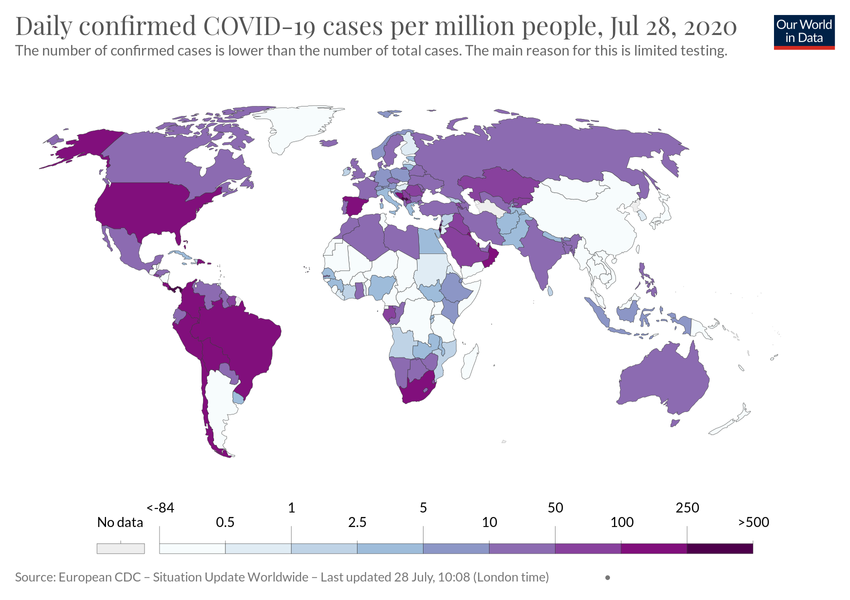 Daily confirmed COVID-19 cases per million people, Jul 28, 2020
The number of confirmed cases is lower than the number of total cases. The main reason for this is limited testing.
Our World
in Data
<-84 1 5 50 250
No data 0.5 2.5 10 100 >500
Source: European CDC – Situation Update Worldwide – Last updated 28 July, 10:08 (London time) •